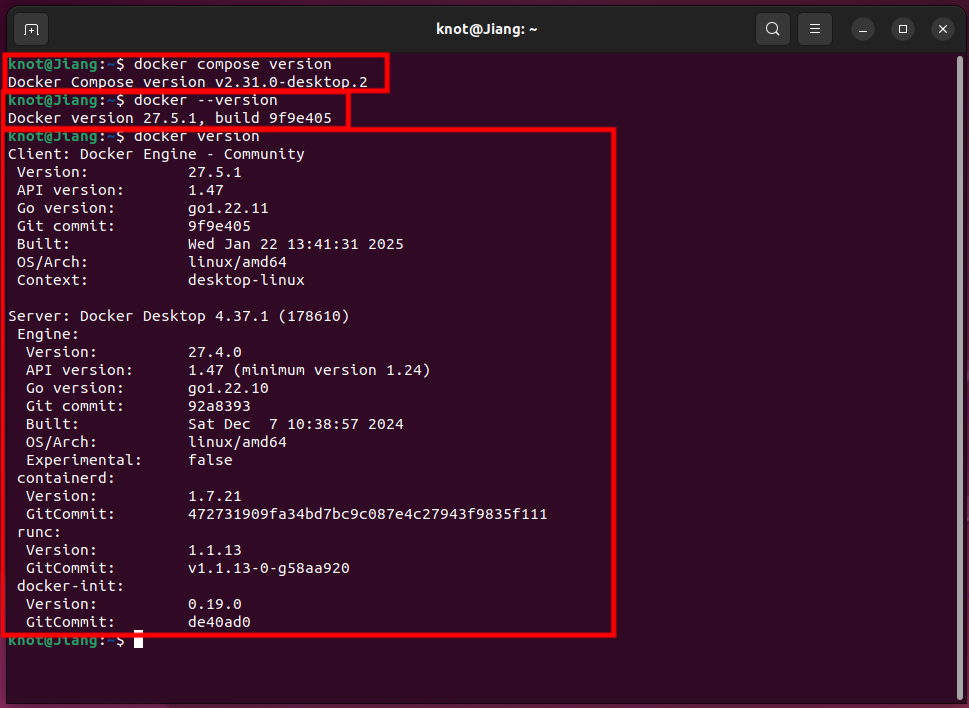 knot@Jiang: ~
knot@Jiang:~$ docker compose version
Docker Compose version v2.31.0-desktop.2
knot@Jiang:~$ docker --version
Docker version 27.5.1, build 9f9e405
knot@Jiang:~$ docker version
Client: Docker Engine - Community
 Version:           27.5.1
 API version:       1.47
 Go version:        go1.22.11
 Git commit:        9f9e405
 Built:             Wed Jan 22 13:41:31 2025
 OS/Arch:           linux/amd64
 Context:           desktop-linux

Server: Docker Desktop 4.37.1 (178610)
 Engine:
  Version:          27.4.0
  API version:      1.47 (minimum version 1.24)
  Go version:       go1.22.10
  Git commit:       92a8393
  Built:            Sat Dec  7 10:38:57 2024
  OS/Arch:          linux/amd64
  Experimental:     false
 containerd:
  Version:          1.7.21
  GitCommit:        472731909fa34bd7bc9c087e4c27943f9835f111
 runc:
  Version:          1.1.13
  GitCommit:        v1.1.13-0-g58aa920
 docker-init:
  Version:          0.19.0
  GitCommit:        de40ad0
knot@Jiang:~$